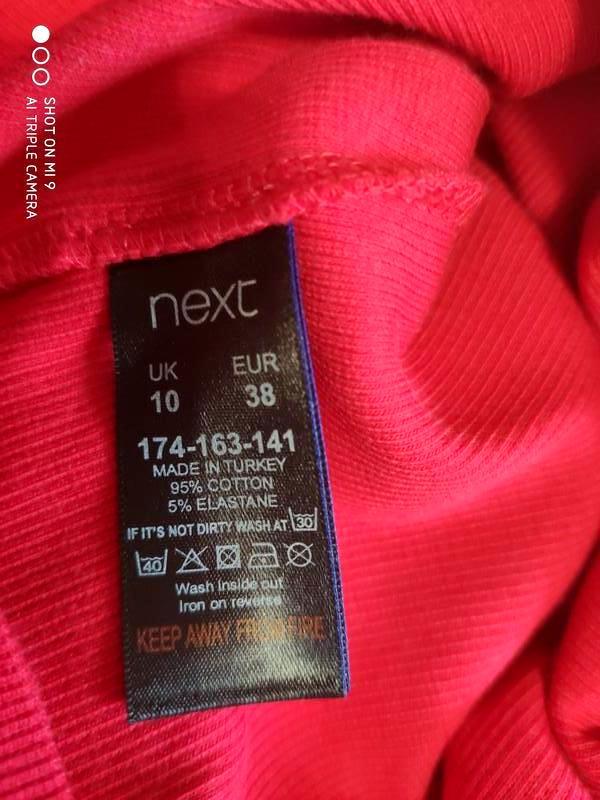 SHOT ON MI 9
AI TRIPLE CAMERA
next
UK EUR
10 38
174-163-141
MADE IN TURKEY
95% COTTON
5% ELASTANE
IF IT'S NOT DIRTY WASH AT 30
40
Wash inside out
Iron on reverse
KEEP AWAY FROM FIRE